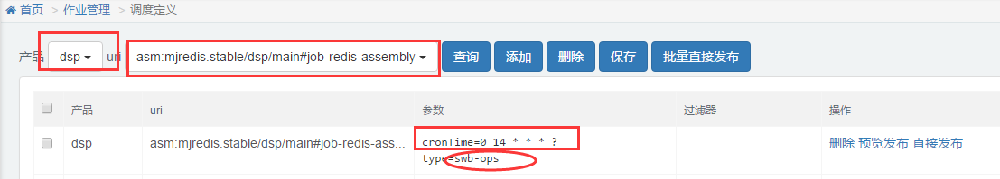 首页 > 作业管理 > 调度定义
产品 dsp uri asm:mjredis.stable/dsp/main#job-redis-assembly 查询 添加 删除 保存 批量直接发布
产品 uri 参数 过滤器 操作
dsp asm:mjredis.stable/dsp/main#job-redis-ass... cronTime=0 14 * * * ? 删除 预览发布 直接发布
type=swb-ops